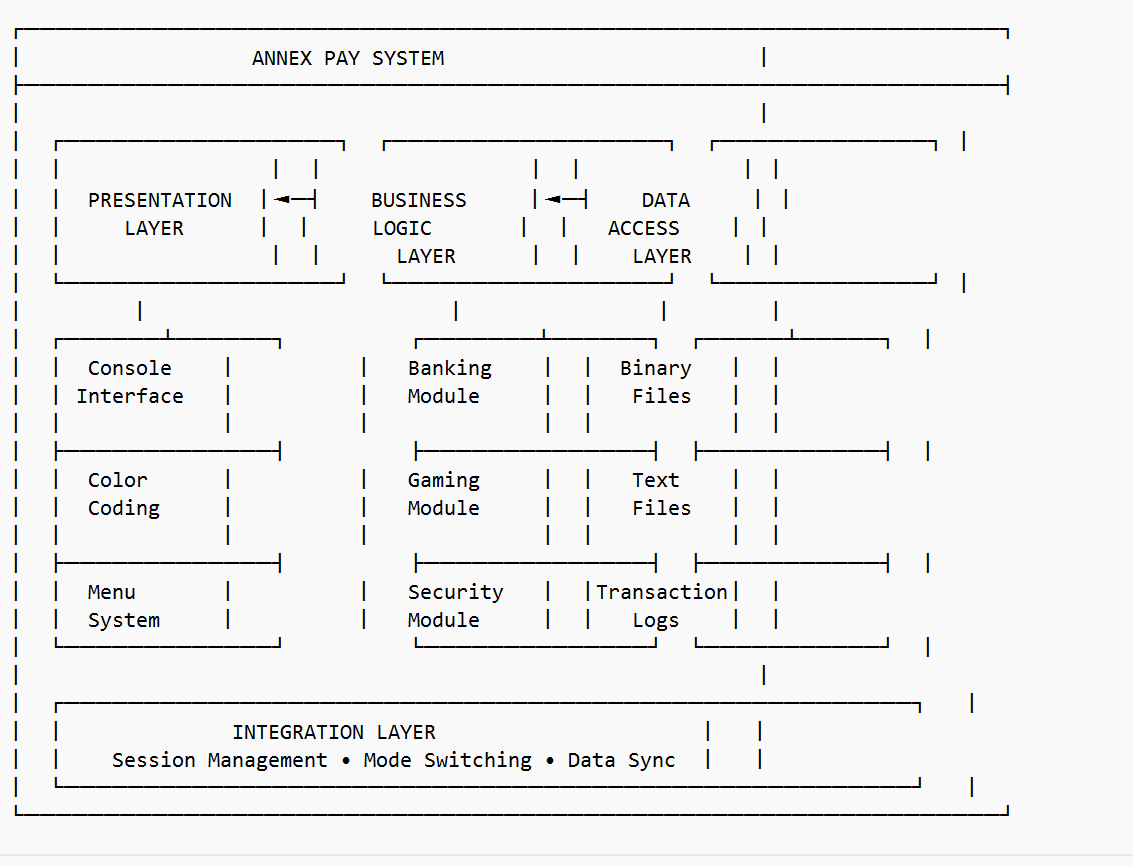 ANNEX PAY SYSTEM
PRESENTATION BUSINESS DATA
LAYER LOGIC ACCESS
LAYER LAYER
Console Banking Binary
Interface Module Files
Color Gaming Text
Coding Module Files
Menu Security Transaction
System Module Logs
INTEGRATION LAYER
Session Management • Mode Switching • Data Sync